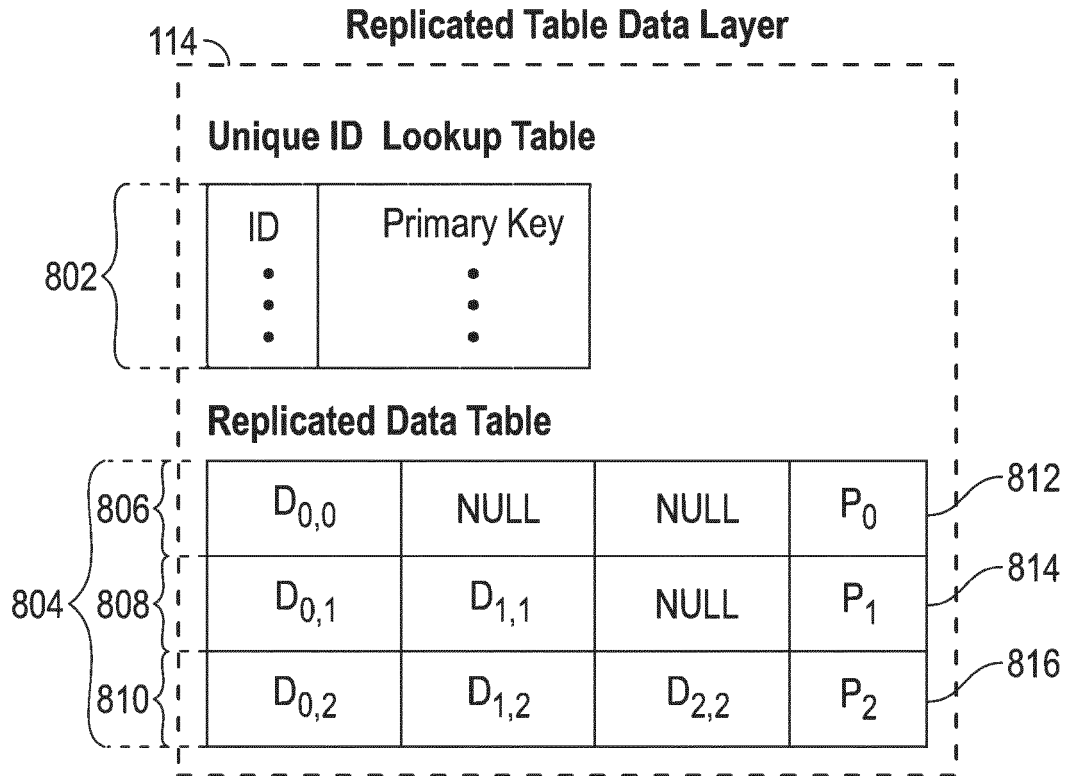 Replicated Table Data Layer
114
Unique ID Lookup Table
802
ID Primary Key
Replicated Data Table
804
806 D0,0 NULL NULL P0 812
808 D0,1 D1,1 NULL P1 814
810 D0,2 D1,2 D2,2 P2 816